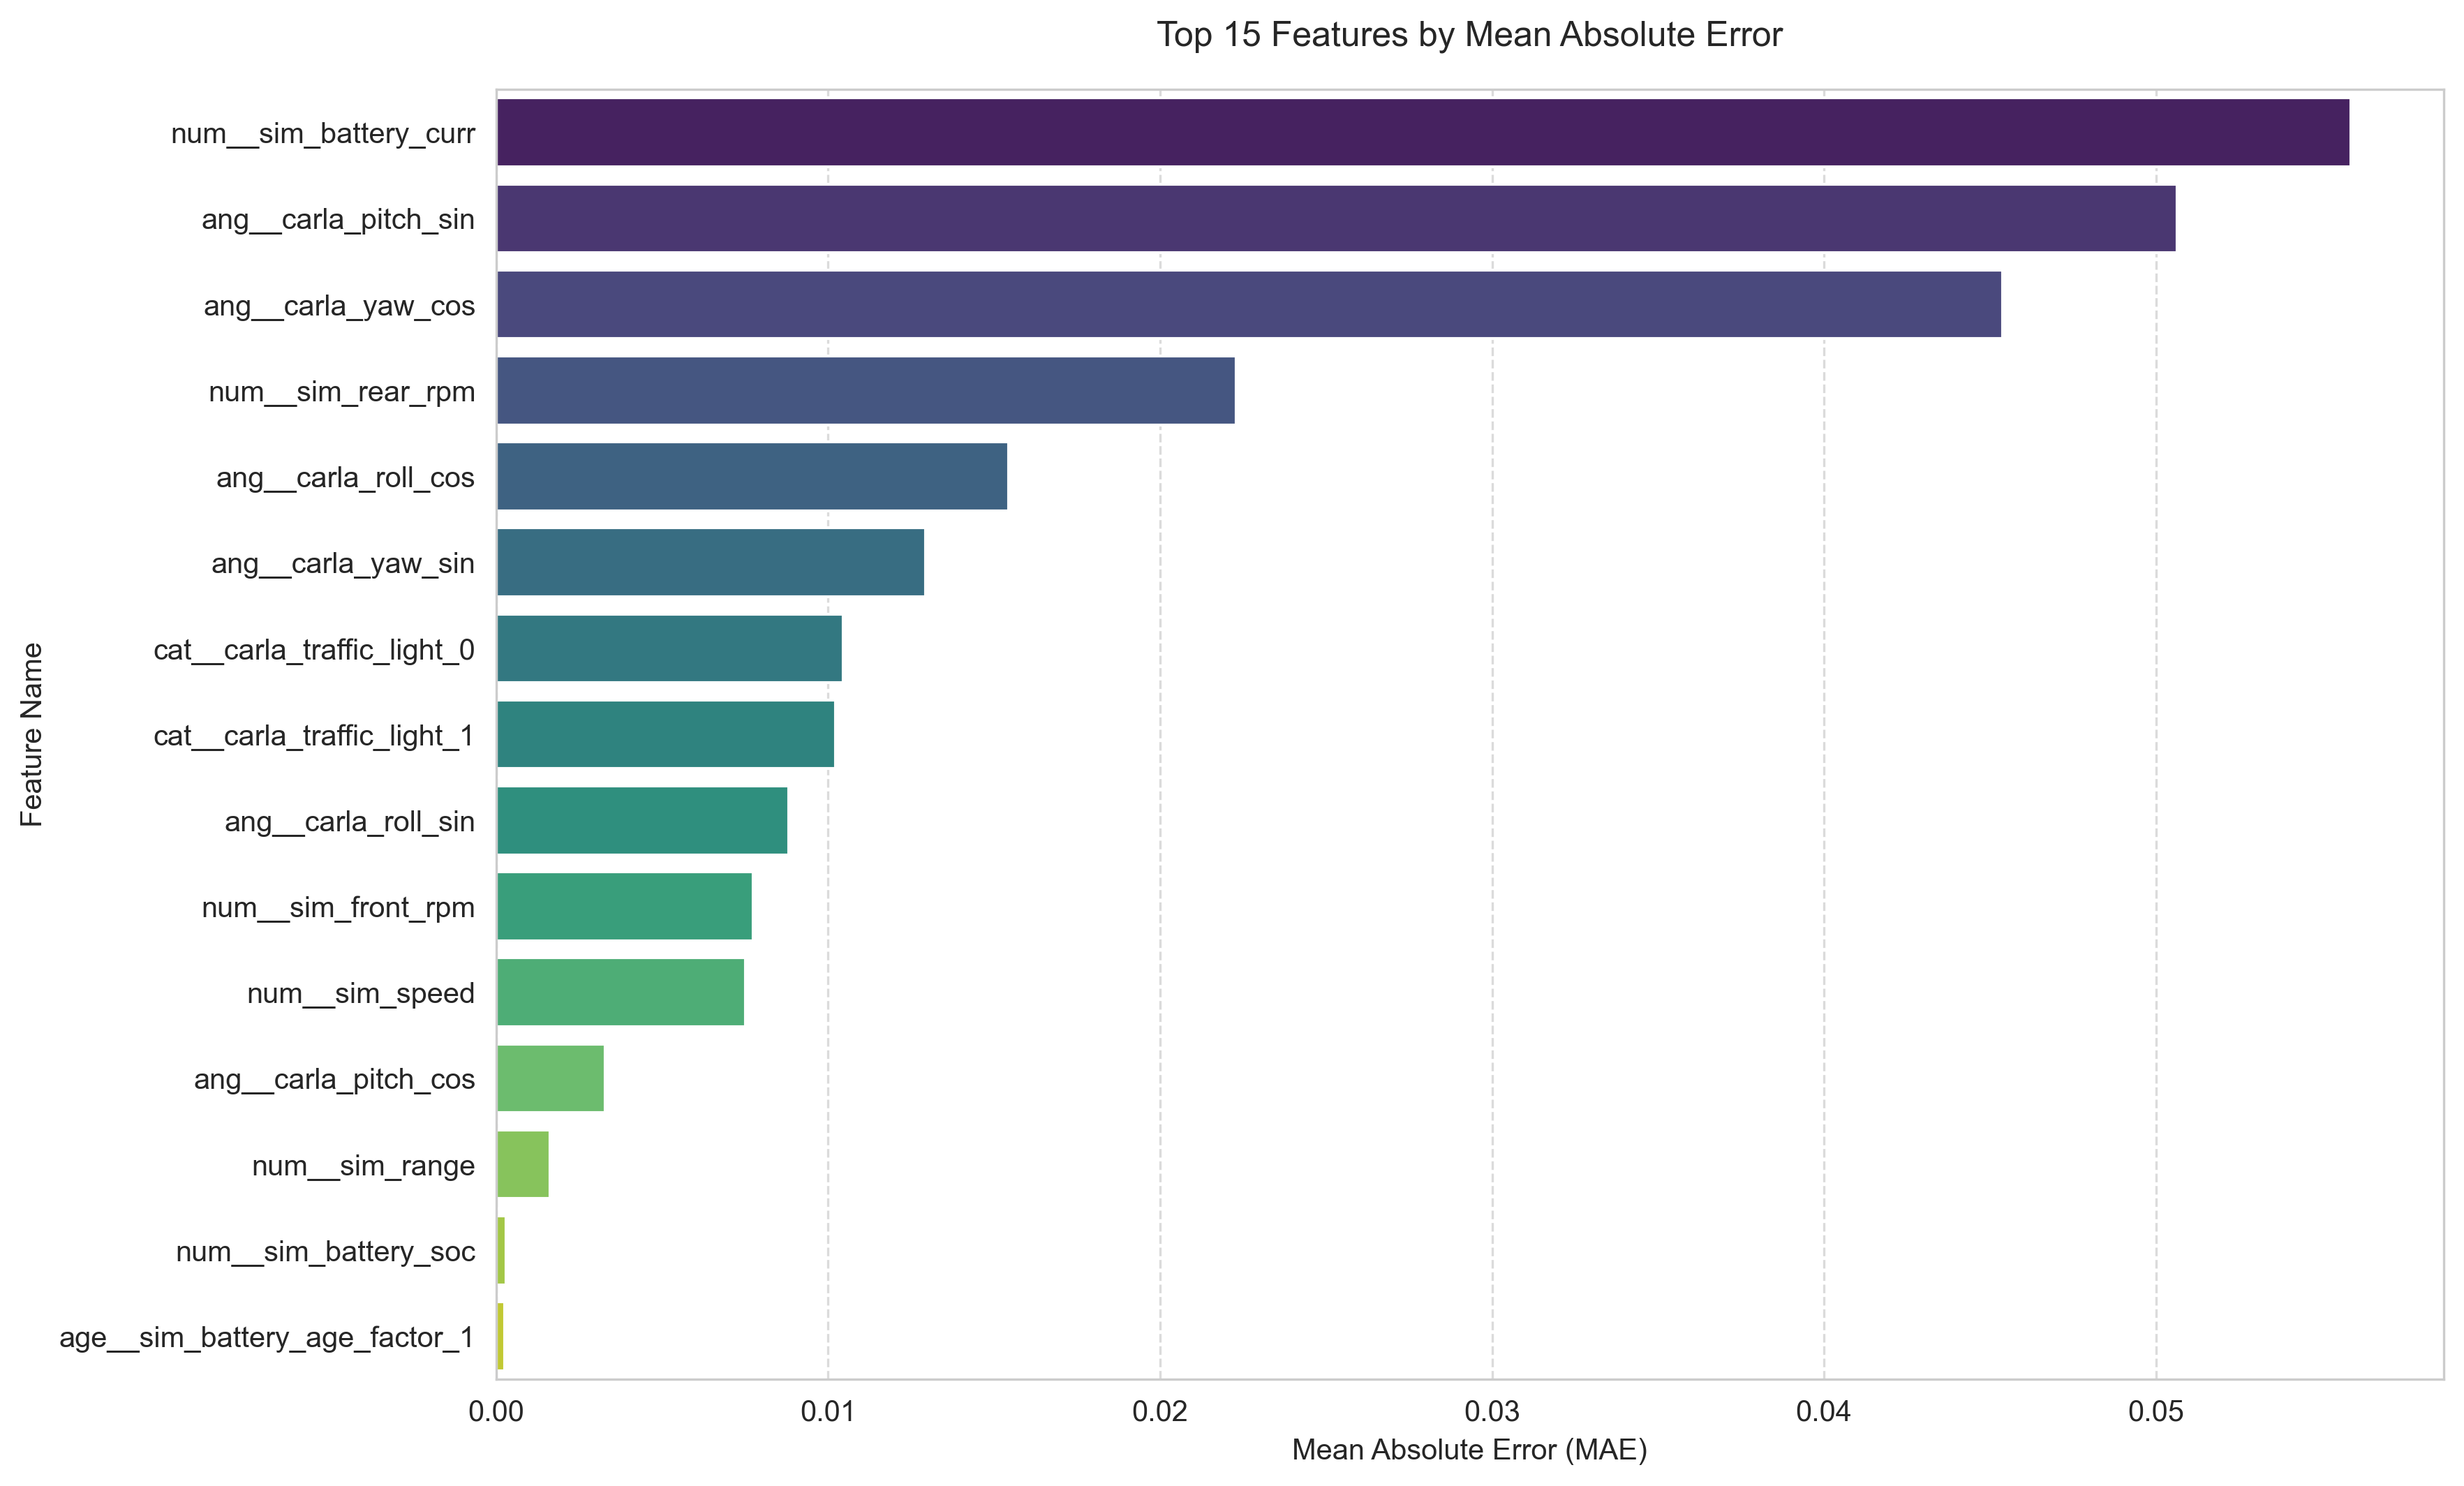 Top 15 Features by Mean Absolute Error
num__sim_battery_curr
ang__carla_pitch_sin
ang__carla_yaw_cos
num__sim_rear_rpm
ang__carla_roll_cos
ang__carla_yaw_sin
cat__carla_traffic_light_0
cat__carla_traffic_light_1
ang__carla_roll_sin
num__sim_front_rpm
num__sim_speed
ang__carla_pitch_cos
num__sim_range
num__sim_battery_soc
age__sim_battery_age_factor_1
Feature Name
0.00 0.01 0.02 0.03 0.04 0.05
Mean Absolute Error (MAE)